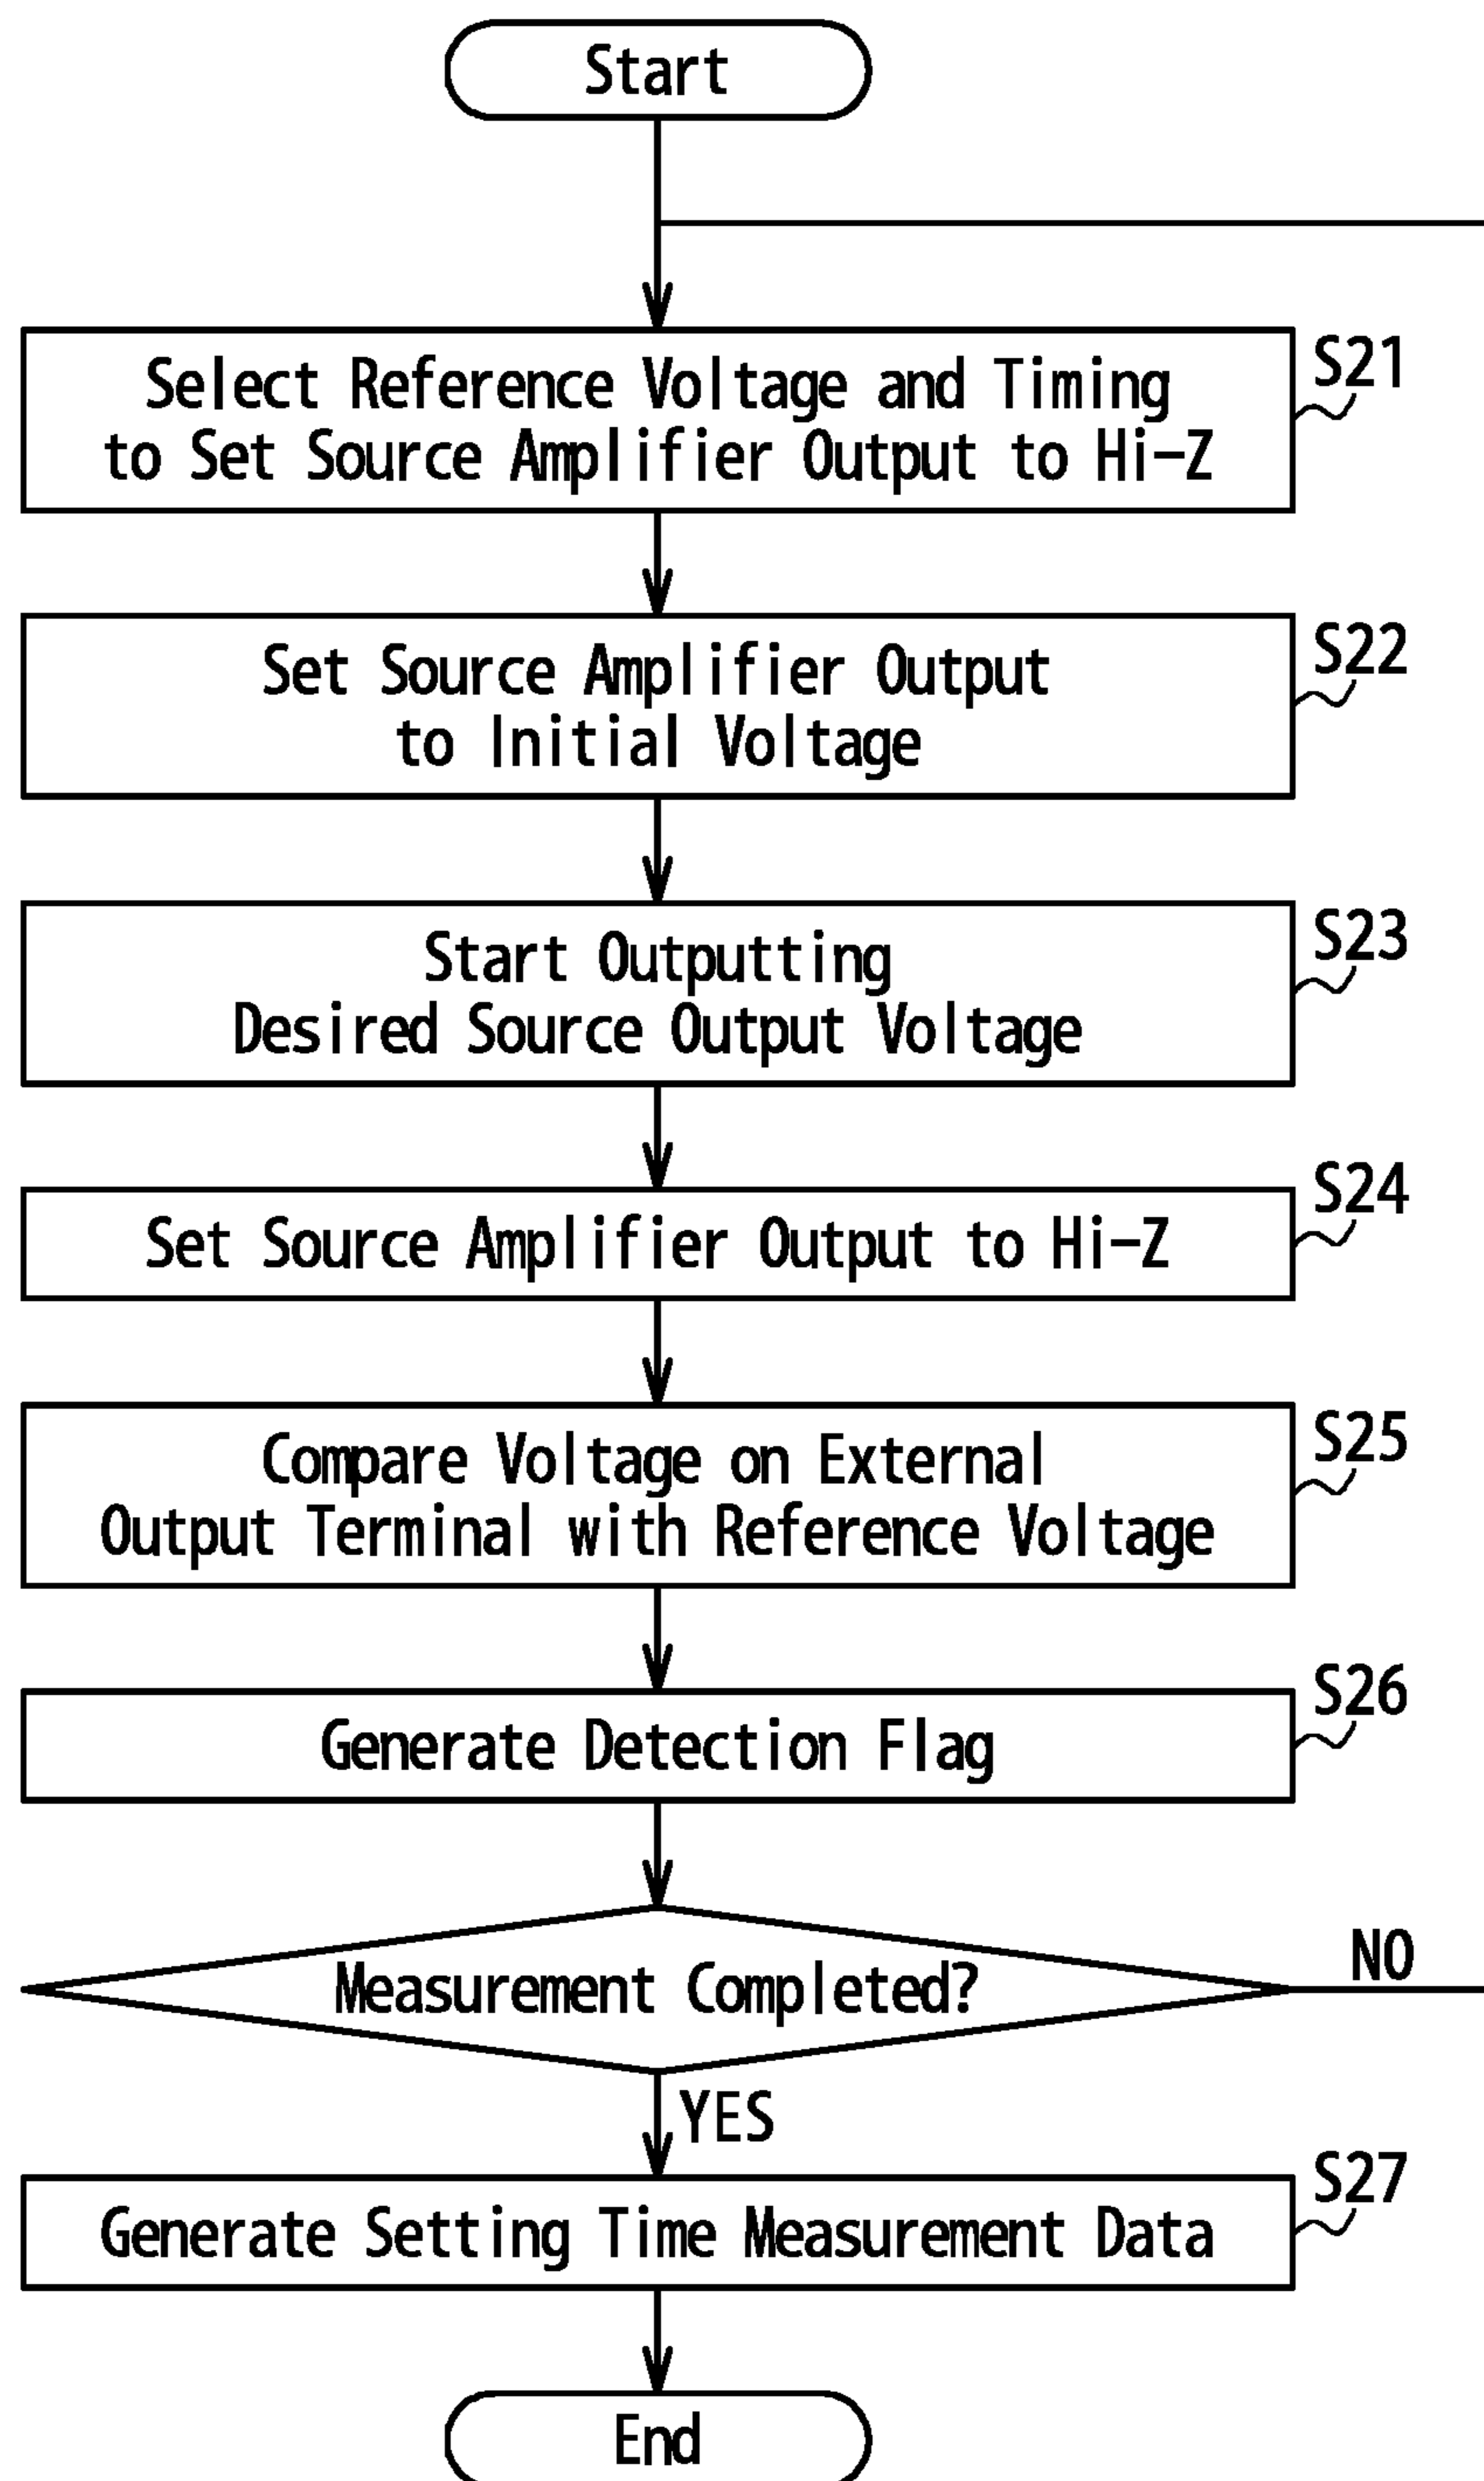 Start
Select Reference Voltage and Timing
to Set Source Amplifier Output to Hi-Z
S21
Set Source Amplifier Output
to Initial Voltage
S22
Start Outputting
Desired Source Output Voltage
S23
Set Source Amplifier Output to Hi-Z
S24
Compare Voltage on External
Output Terminal with Reference Voltage
S25
Generate Detection Flag
S26
Measurement Completed?
NO
YES
Generate Setting Time Measurement Data
S27
End